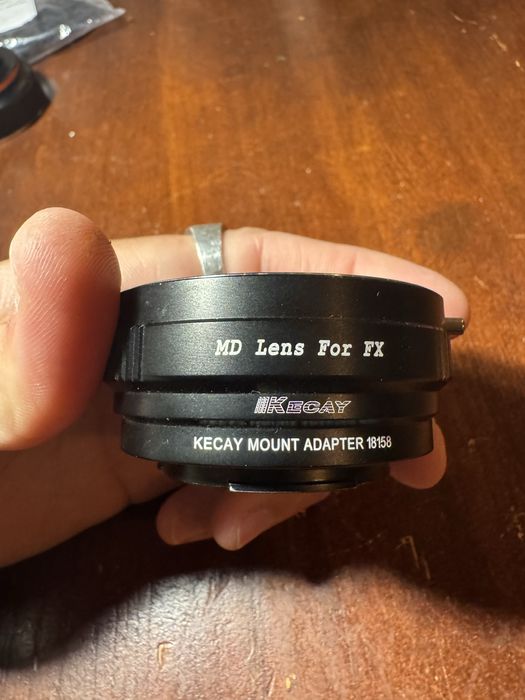 MD Lens For FX
KECAY
KECAY MOUNT ADAPTER 18158